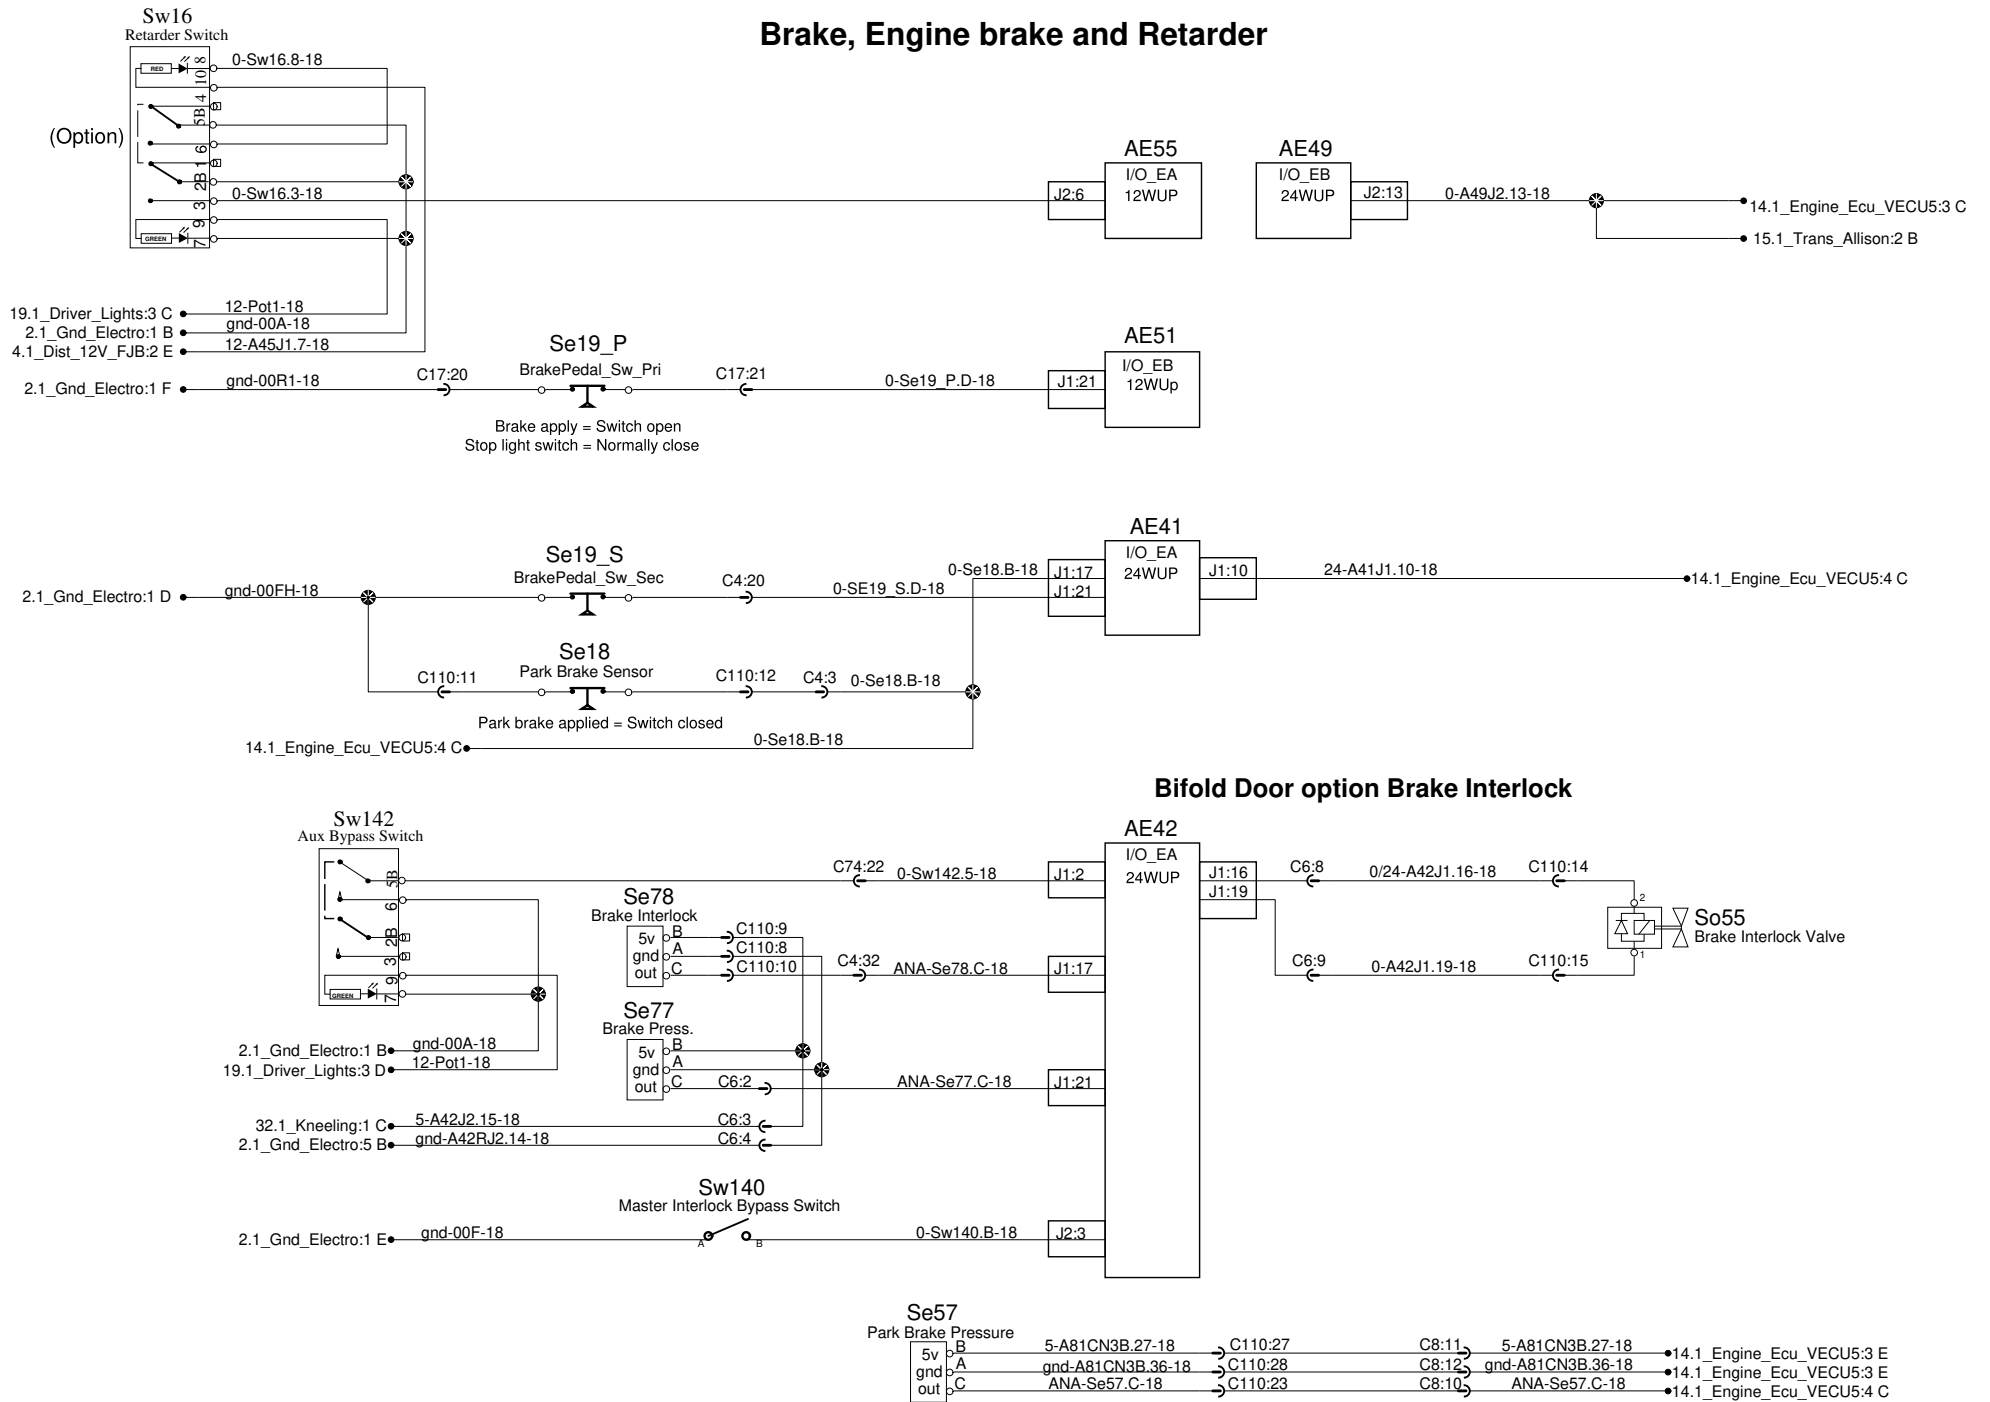 Brake, Engine brake and Retarder
Sw16
Retarder Switch
(Option)
RED
8
10
4
5B
6
1
2B
3
9
7
GREEN
0-Sw16.8-18
0-Sw16.3-18
19.1_Driver_Lights:3 C
12-Pot1-18
2.1_Gnd_Electro:1 B
gnd-00A-18
4.1_Dist_12V_FJB:2 E
12-A45J1.7-18
AE55
I/O_EA
12WUP
J2:6
AE49
I/O_EB
24WUP
J2:13
0-A49J2.13-18
14.1_Engine_Ecu_VECU5:3 C
15.1_Trans_Allison:2 B
2.1_Gnd_Electro:1 F
gnd-00R1-18
C17:20
Se19_P
BrakePedal_Sw_Pri
C17:21
0-Se19_P.D-18
Brake apply = Switch open
Stop light switch = Normally close
AE51
I/O_EB
12WUp
J1:21
2.1_Gnd_Electro:1 D
gnd-00FH-18
Se19_S
BrakePedal_Sw_Sec
C4:20
0-SE19_S.D-18
0-Se18.B-18
AE41
I/O_EA
24WUP
J1:17
J1:21
J1:10
24-A41J1.10-18
14.1_Engine_Ecu_VECU5:4 C
C110:11
Se18
Park Brake Sensor
C110:12
C4:3
0-Se18.B-18
Park brake applied = Switch closed
14.1_Engine_Ecu_VECU5:4 C
0-Se18.B-18
Bifold Door option Brake Interlock
Sw142
Aux Bypass Switch
5B
6
2B
3
9
7
GREEN
C74:22
0-Sw142.5-18
2.1_Gnd_Electro:1 B
gnd-00A-18
19.1_Driver_Lights:3 D
12-Pot1-18
Se78
Brake Interlock
5v
gnd
out
B
A
C
C110:9
C110:8
C110:10
C4:32
ANA-Se78.C-18
Se77
Brake Press.
5v
gnd
out
B
A
C
C6:2
ANA-Se77.C-18
32.1_Kneeling:1 C
5-A42J2.15-18
C6:3
2.1_Gnd_Electro:5 B
gnd-A42RJ2.14-18
C6:4
Sw140
Master Interlock Bypass Switch
2.1_Gnd_Electro:1 E
gnd-00F-18
A
B
0-Sw140.B-18
AE42
I/O_EA
24WUP
J1:2
J1:17
J1:21
J2:3
J1:16
J1:19
C6:8
0/24-A42J1.16-18
C110:14
C6:9
0-A42J1.19-18
C110:15
2
1
So55
Brake Interlock Valve
Se57
Park Brake Pressure
5v
gnd
out
B
A
C
5-A81CN3B.27-18
C110:27
C8:11
5-A81CN3B.27-18
14.1_Engine_Ecu_VECU5:3 E
gnd-A81CN3B.36-18
C110:28
C8:12
gnd-A81CN3B.36-18
14.1_Engine_Ecu_VECU5:3 E
ANA-Se57.C-18
C110:23
C8:10
ANA-Se57.C-18
14.1_Engine_Ecu_VECU5:4 C